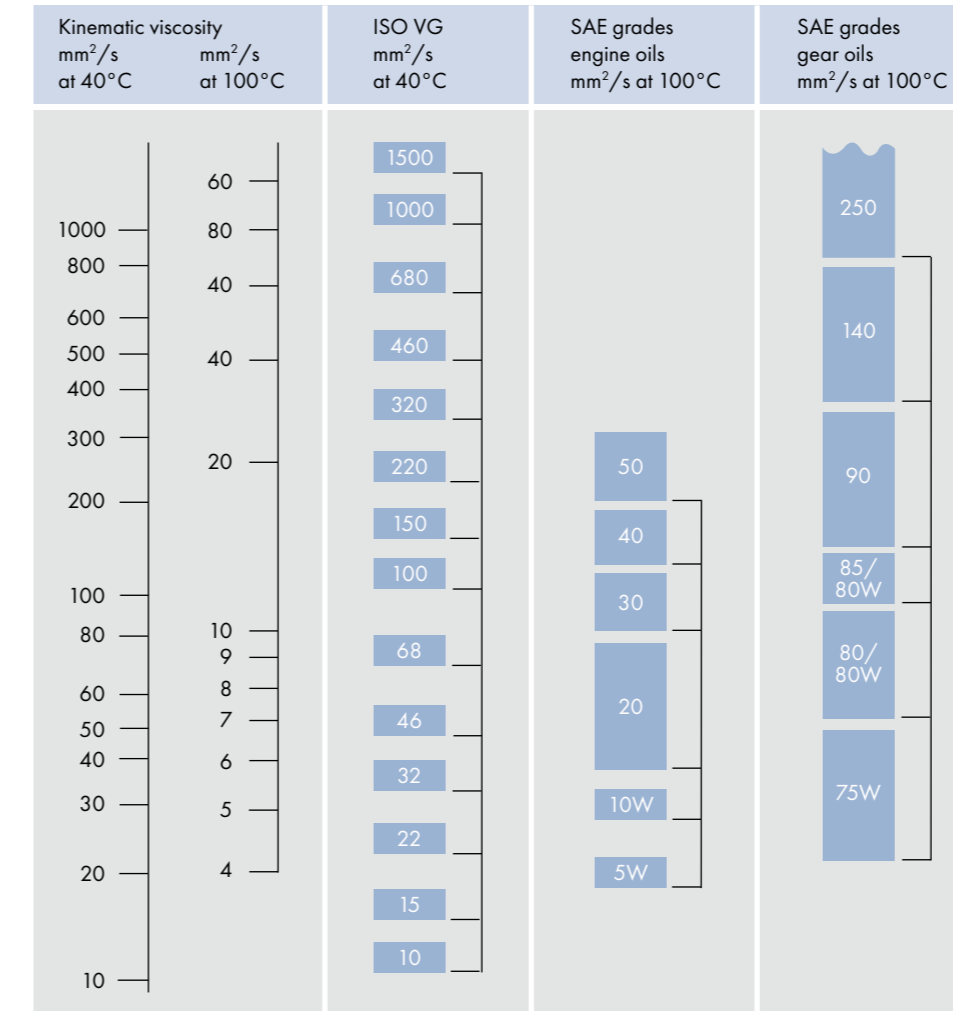 Kinematic viscosity
mm²/s
at 40°C
mm²/s
at 100°C
ISO VG
mm²/s
at 40°C
SAE grades
engine oils
mm²/s at 100°C
SAE grades
gear oils
mm²/s at 100°C
1000
800
600
500
400
300
200
100
80
60
50
40
30
20
10
60
80
40
40
20
10
9
8
7
6
5
4
1500
1000
680
460
320
220
150
100
68
46
32
22
15
10
50
40
30
20
10W
5W
250
140
90
85/
80W
80/
80W
75W